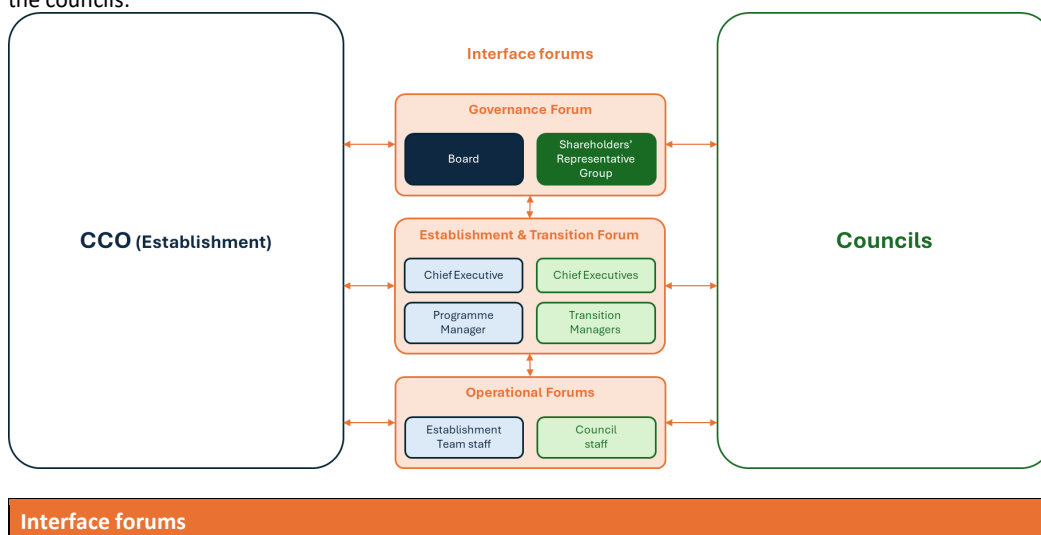 the councils.
Interface forums
Governance Forum
Board
Shareholders'
Representative
Group
CCO (Establishment)
Establishment & Transition Forum
Councils
Chief Executive
Chief Executives
Programme
Manager
Transition
Managers
Operational Forums
Establishment
Team staff
Council
staff
Interface forums